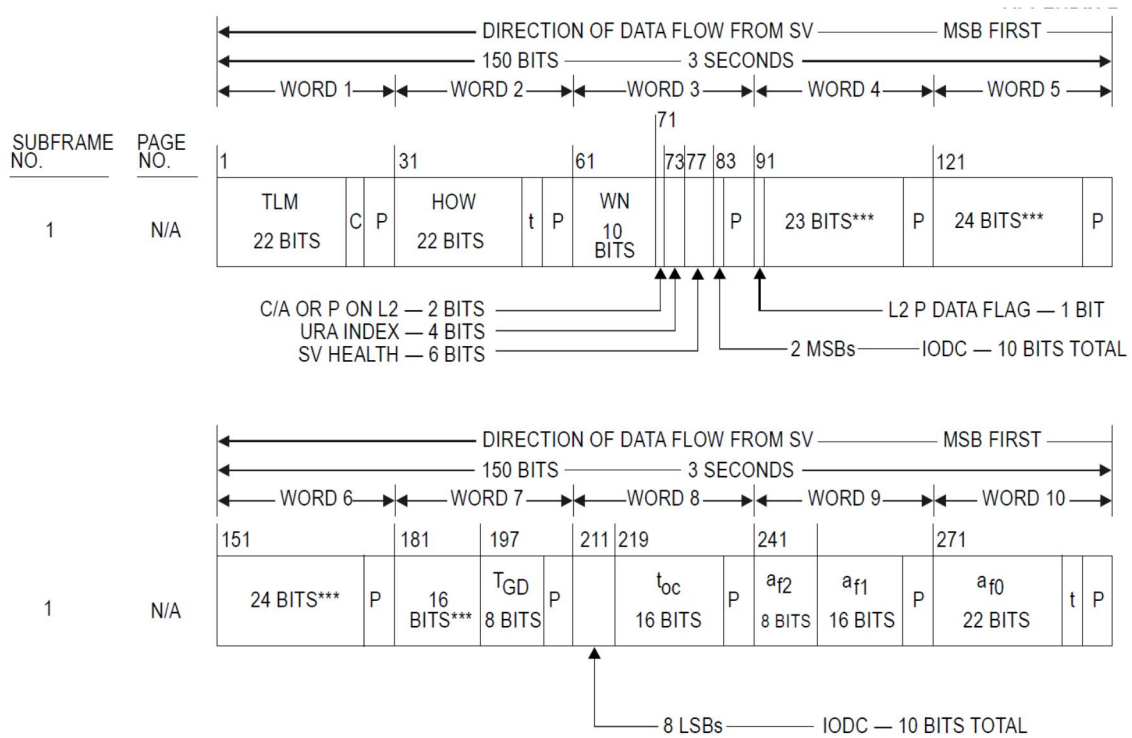 DIRECTION OF DATA FLOW FROM SV MSB FIRST
150 BITS 3 SECONDS
WORD 1 WORD 2 WORD 3 WORD 4 WORD 5
SUBFRAME NO. PAGE NO.
71
1 31 61 73 77 83 91 121
1 N/A
TLM 22 BITS C P HOW 22 BITS t P WN 10 BITS P 23 BITS*** P 24 BITS*** P
C/A OR P ON L2 — 2 BITS
URA INDEX — 4 BITS
SV HEALTH — 6 BITS
L2 P DATA FLAG — 1 BIT
2 MSBs IODC — 10 BITS TOTAL
DIRECTION OF DATA FLOW FROM SV MSB FIRST
150 BITS 3 SECONDS
WORD 6 WORD 7 WORD 8 WORD 9 WORD 10
151 181 197 211 219 241 271
1 N/A
24 BITS*** P 16 BITS*** TGD 8 BITS P toc 16 BITS P af2 8 BITS af1 16 BITS P af0 22 BITS t P
8 LSBs IODC — 10 BITS TOTAL